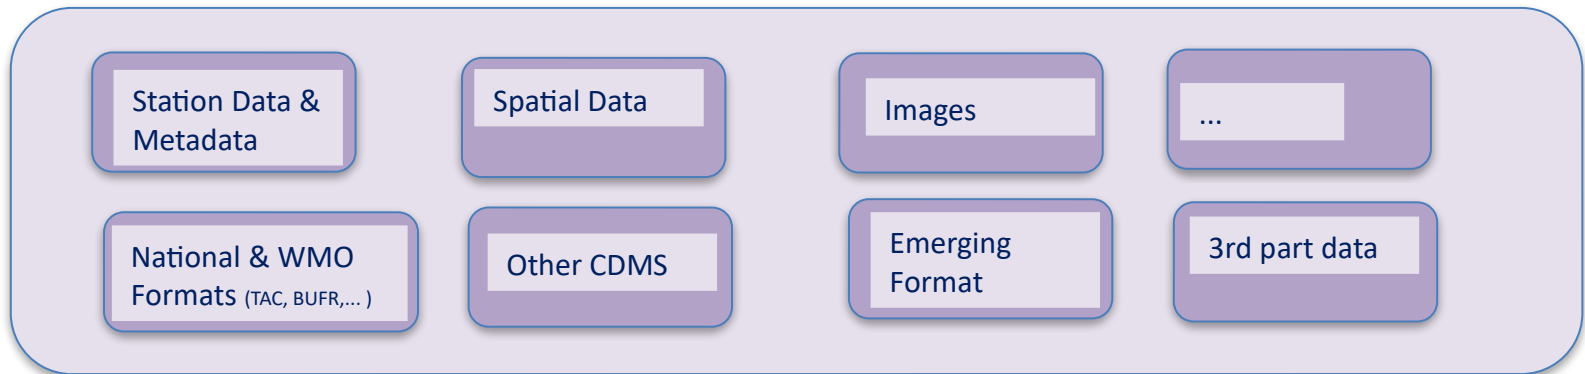 Station Data &
Metadata
Spatial Data
Images
...
National & WMO
Formats (TAC, BUFR,... )
Other CDMS
Emerging
Format
3rd part data